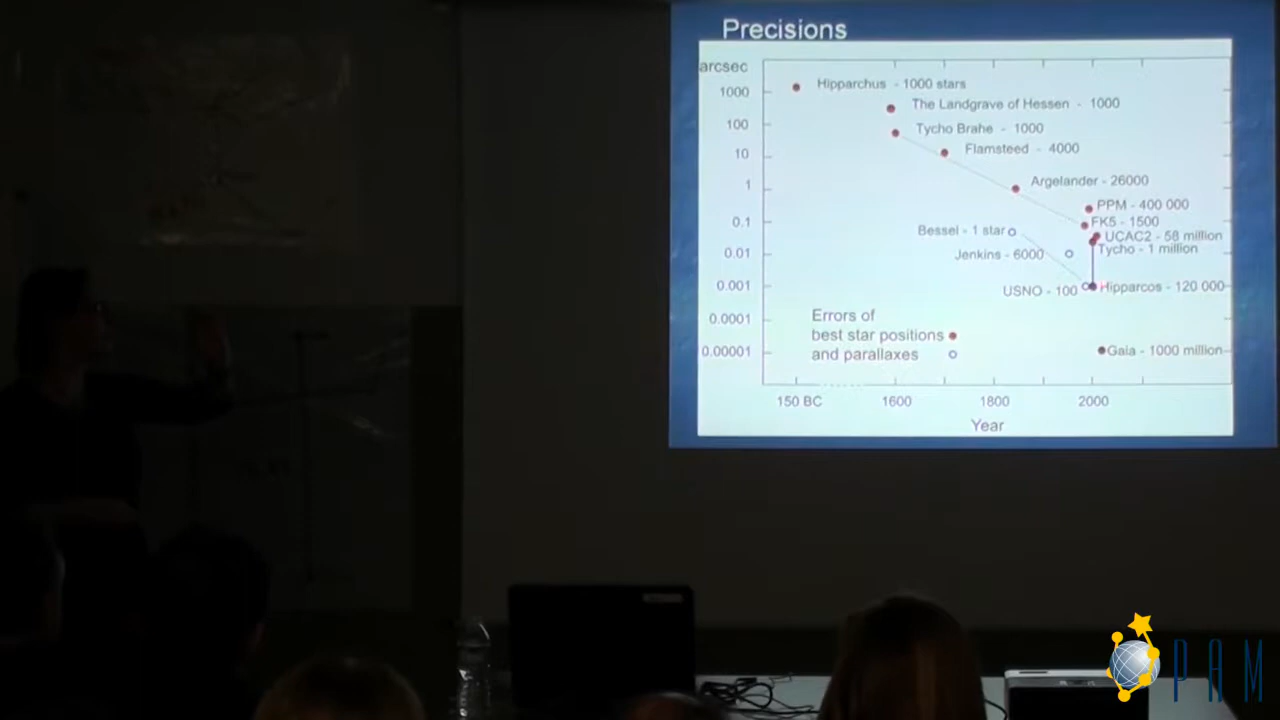 Precisions
arcsec
1000
100
10
1
0.1
0.01
0.001
0.0001
0.00001
Hipparchus - 1000 stars
The Landgrave of Hessen - 1000
Tycho Brahe - 1000
Flamsteed - 4000
Argelander - 26000
PPM - 400 000
FK5 - 1500
Bessel - 1 star
UCAC2 - 58 million
Tycho - 1 million
Jenkins - 6000
USNO - 100
Hipparcos - 120 000
Errors of
best star positions
and parallaxes
Gaia - 1000 million
150 BC 1600 1800 2000
Year
PAM